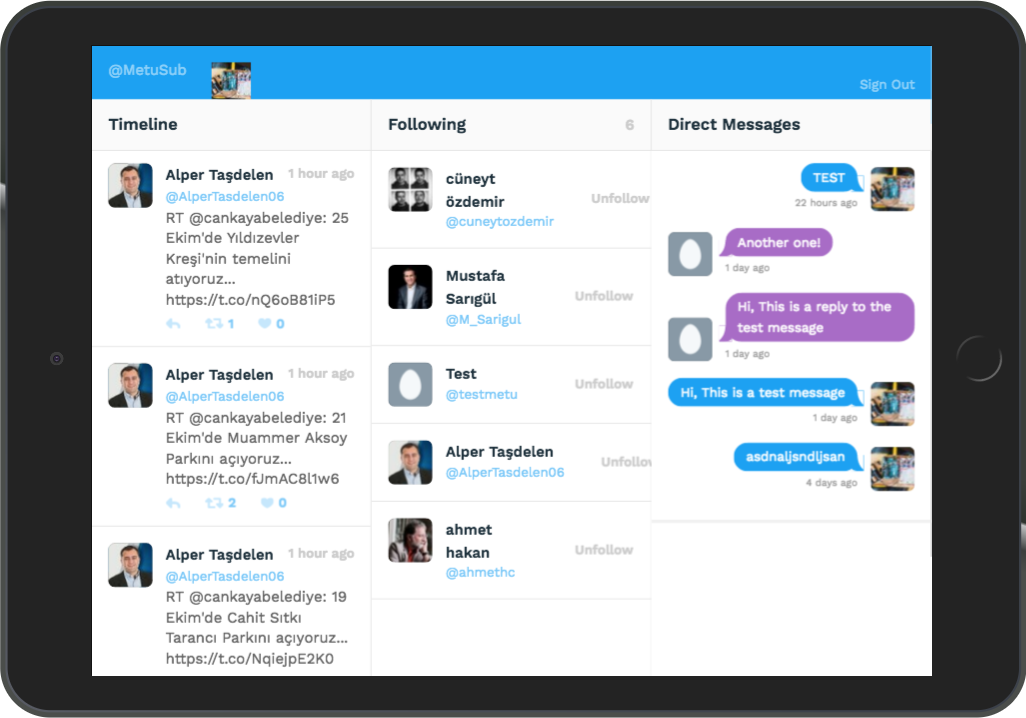 @MetuSub
Sign Out
Timeline
Alper Taşdelen 1 hour ago
@AlperTasdelen06
RT @cankayabelediye: 25
Ekim'de Yıldızevler
Kreşi'nin temelini
atıyoruz...
https://t.co/nQ6oB81iP5
1 0
Alper Taşdelen 1 hour ago
@AlperTasdelen06
RT @cankayabelediye: 21
Ekim'de Muammer Aksoy
Parkını açıyoruz...
https://t.co/fJmAC8l1w6
2 0
Alper Taşdelen 1 hour ago
@AlperTasdelen06
RT @cankayabelediye: 19
Ekim'de Cahit Sıtkı
Tarancı Parkını açıyoruz...
https://t.co/NqiejpE2K0
Following 6
cüneyt
özdemir
Unfollow
@cuneytozdemir
Mustafa
Sarıgül
Unfollow
@M_Sarigul
Test
Unfollow
@testmetu
Alper Taşdelen
Unfollow
@AlperTasdelen06
ahmet
hakan
Unfollow
@ahmethc
Direct Messages
TEST
22 hours ago
Another one!
1 day ago
Hi, This is a reply to the
test message
1 day ago
Hi, This is a test message
1 day ago
asdnaljsndljsan
4 days ago